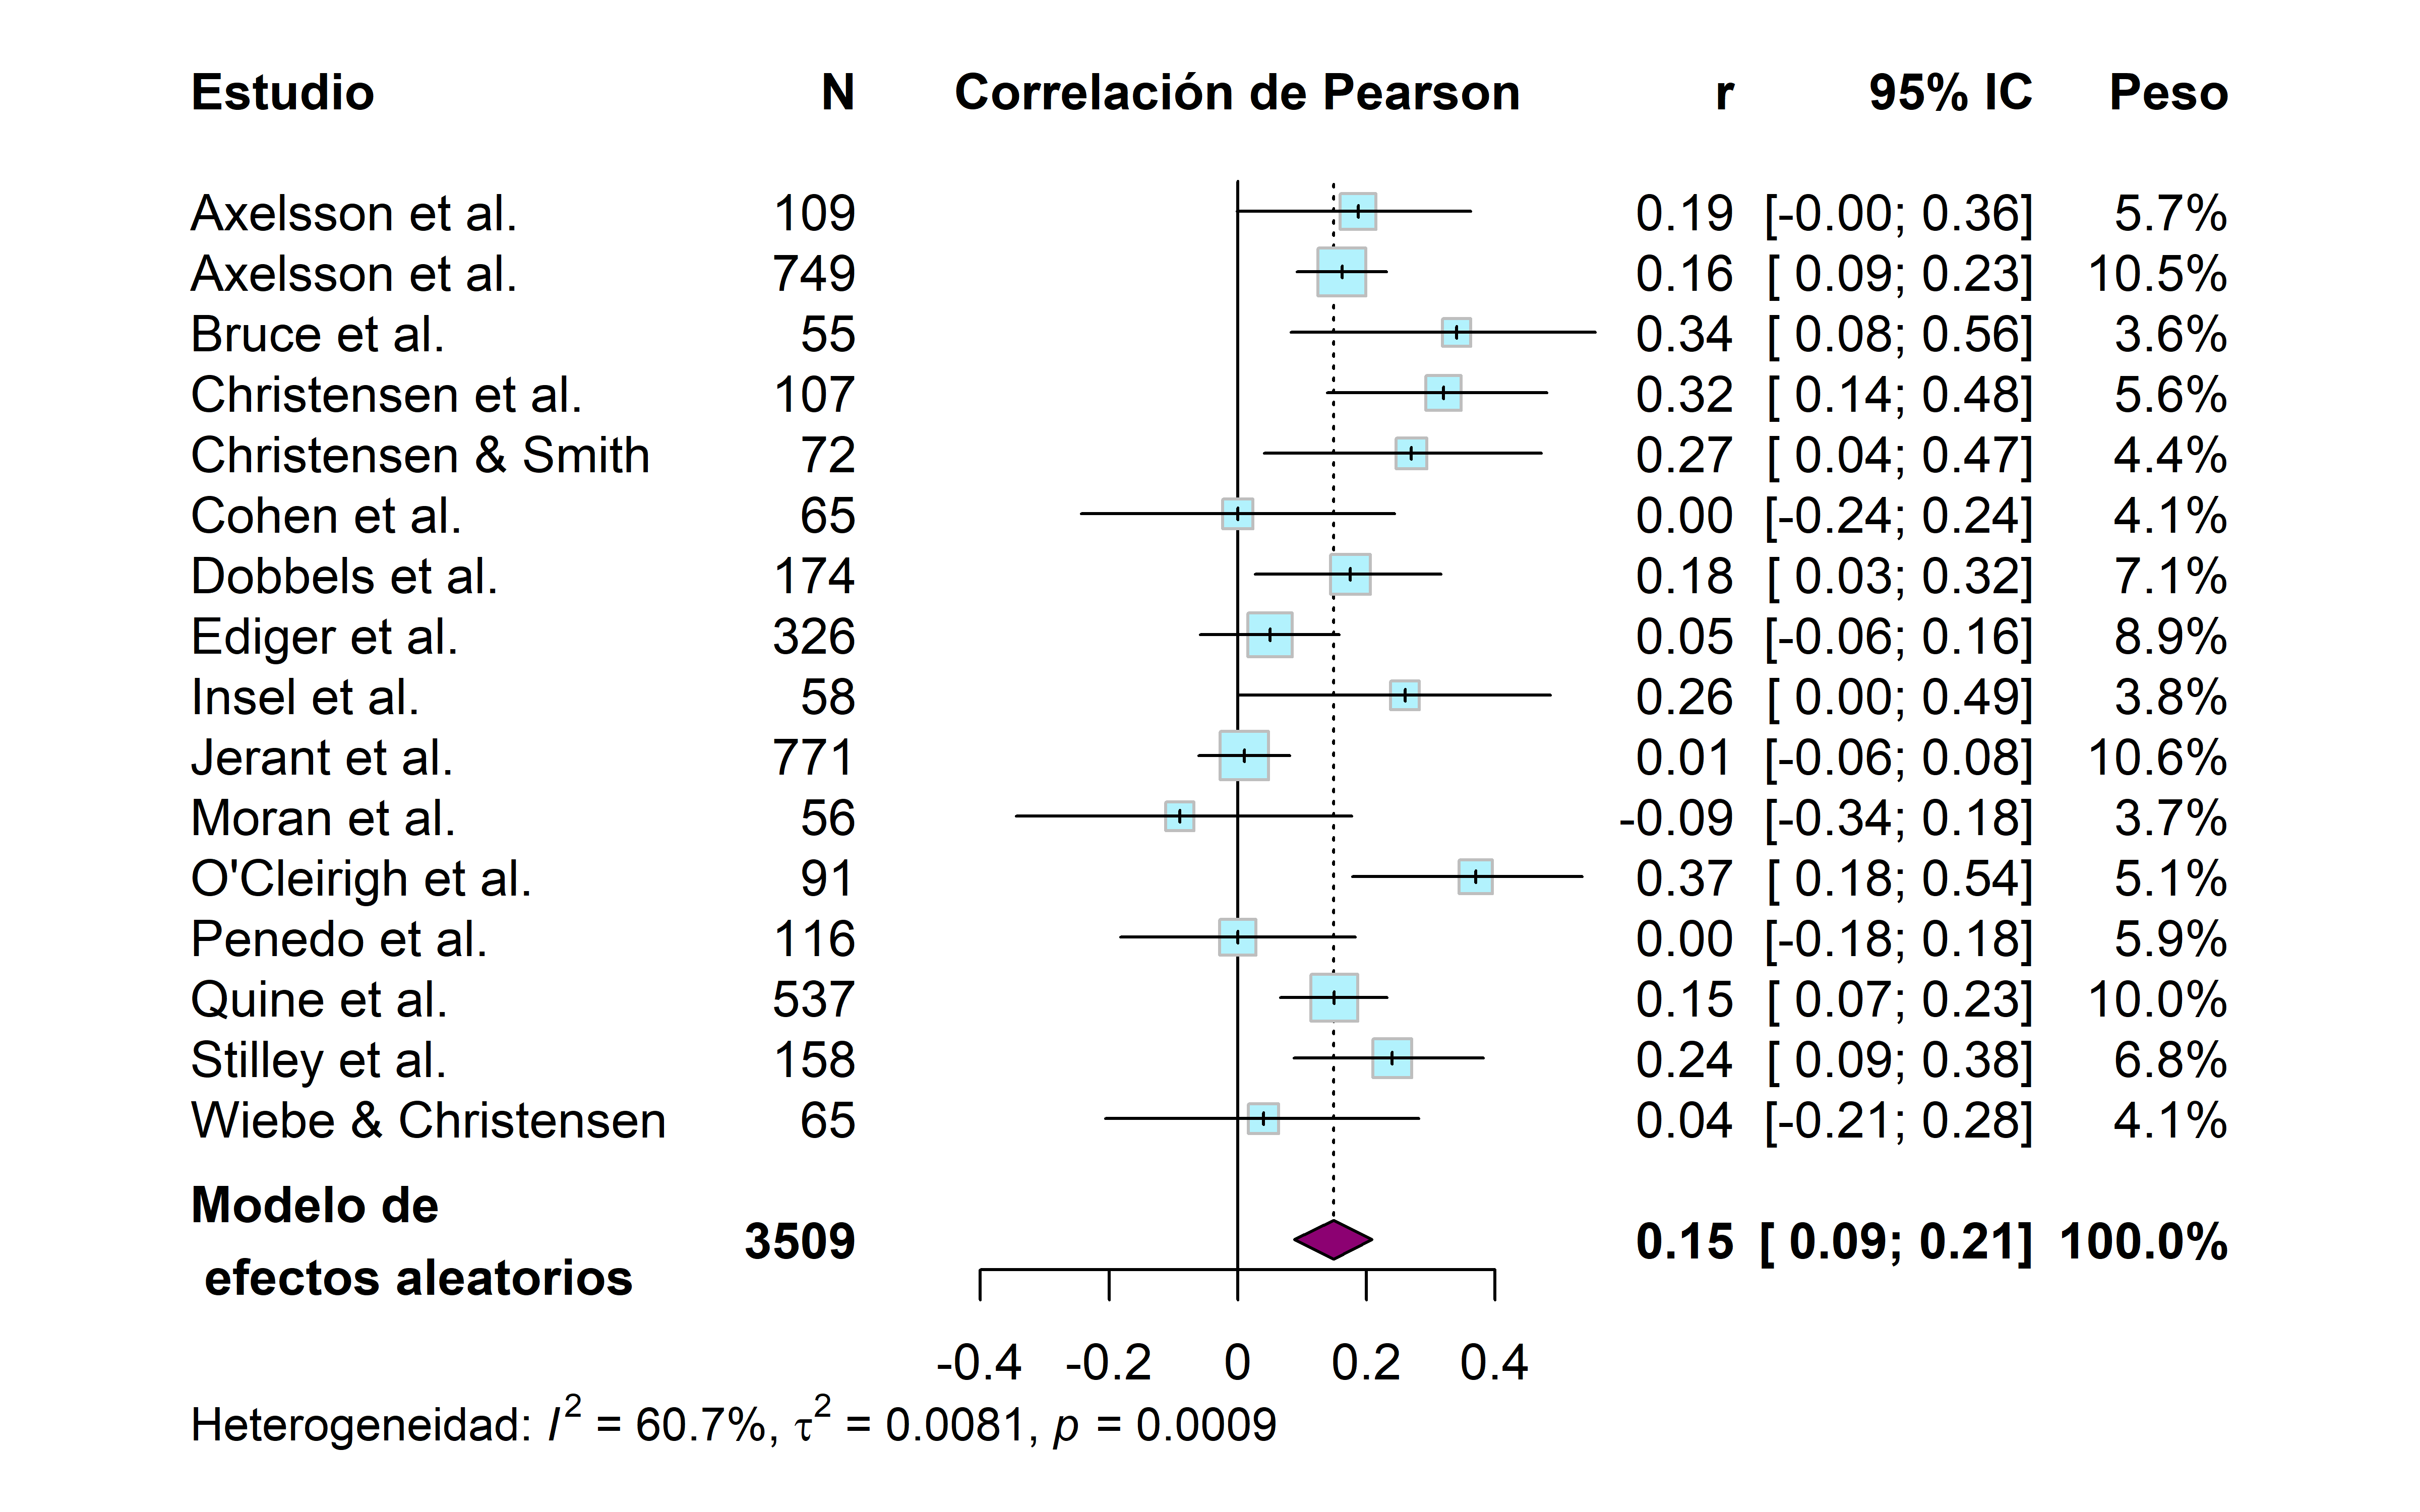 Estudio N Correlación de Pearson r 95% IC Peso
Axelsson et al. 109 0.19 [-0.00; 0.36] 5.7%
Axelsson et al. 749 0.16 [ 0.09; 0.23] 10.5%
Bruce et al. 55 0.34 [ 0.08; 0.56] 3.6%
Christensen et al. 107 0.32 [ 0.14; 0.48] 5.6%
Christensen & Smith 72 0.27 [ 0.04; 0.47] 4.4%
Cohen et al. 65 0.00 [-0.24; 0.24] 4.1%
Dobbels et al. 174 0.18 [ 0.03; 0.32] 7.1%
Ediger et al. 326 0.05 [-0.06; 0.16] 8.9%
Insel et al. 58 0.26 [ 0.00; 0.49] 3.8%
Jerant et al. 771 0.01 [-0.06; 0.08] 10.6%
Moran et al. 56 -0.09 [-0.34; 0.18] 3.7%
O'Cleirigh et al. 91 0.37 [ 0.18; 0.54] 5.1%
Penedo et al. 116 0.00 [-0.18; 0.18] 5.9%
Quine et al. 537 0.15 [ 0.07; 0.23] 10.0%
Stilley et al. 158 0.24 [ 0.09; 0.38] 6.8%
Wiebe & Christensen 65 0.04 [-0.21; 0.28] 4.1%
Modelo de
efectos aleatorios 3509 0.15 [ 0.09; 0.21] 100.0%
-0.4 -0.2 0 0.2 0.4
Heterogeneidad: I² = 60.7%, τ² = 0.0081, p = 0.0009